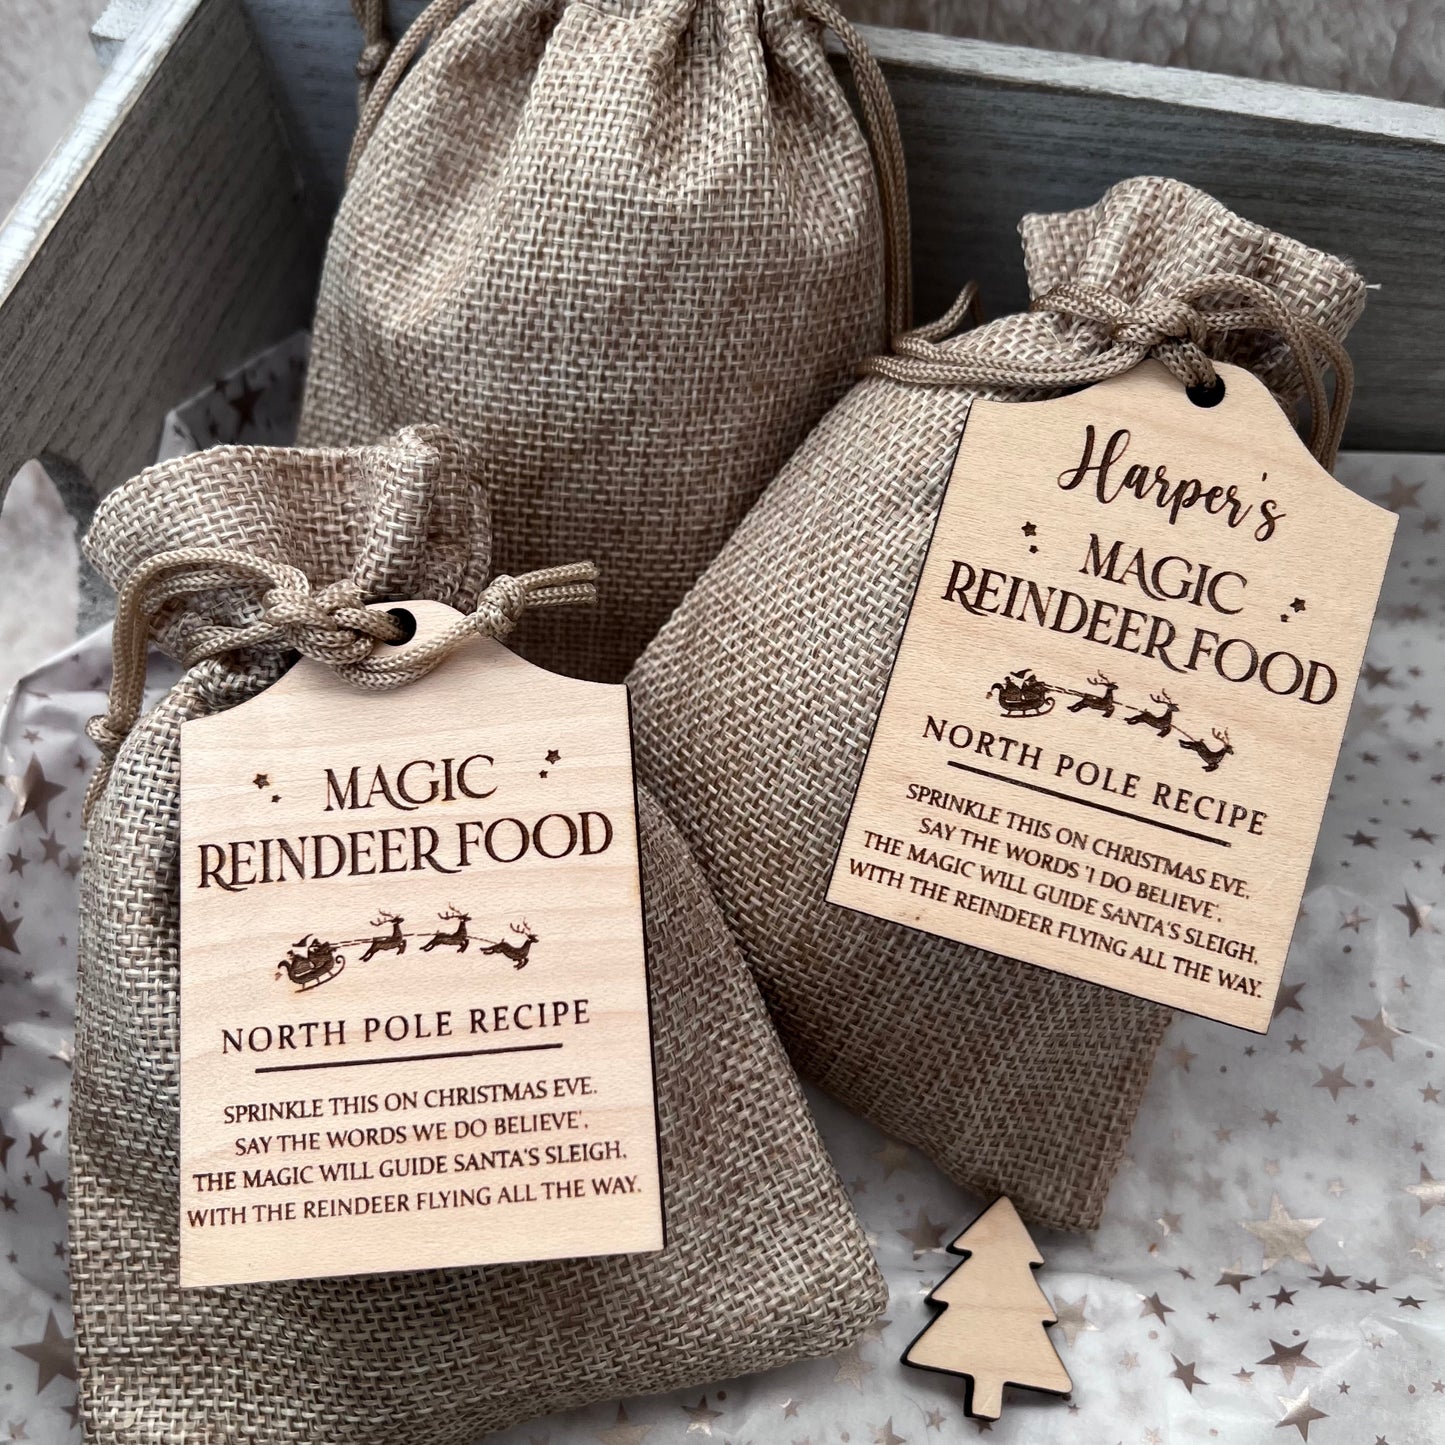 MAGIC
REINDEER FOOD
NORTH POLE RECIPE
SPRINKLE THIS ON CHRISTMAS EVE.
SAY THE WORDS WE DO BELIEVE',
THE MAGIC WILL GUIDE SANTA'S SLEIGH,
WITH THE REINDEER FLYING ALL THE WAY.
Harper's
MAGIC
REINDEER FOOD
NORTH POLE RECIPE
SPRINKLE THIS ON CHRISTMAS EVE,
SAY THE WORDS 'I DO BELIEVE',
THE MAGIC WILL GUIDE SANTA'S SLEIGH,
WITH THE REINDEER FLYING ALL THE WAY.